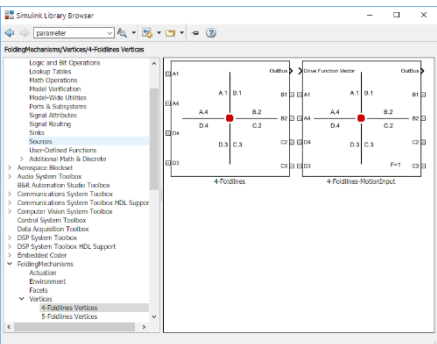 Simulink Library Browser
parameter
FoldingMechanisms/Vertices/4-Foldlines Vertices
Logic and Bit Operations
Lookup Tables
Math Operations
Model Verification
Model-Wide Utilities
Ports & Subsystems
Signal Attributes
Signal Routing
Sinks
Sources
User-Defined Functions
Additional Math & Discrete
Aerospace Blockset
Audio System Toolbox
B&R Automation Studio Toolbox
Communications System Toolbox
Communications System Toolbox HDL Suppor
Computer Vision System Toolbox
Control System Toolbox
Data Acquisition Toolbox
DSP System Toolbox
DSP System Toolbox HDL Support
Embedded Coder
FoldingMechanisms
Actuation
Environment
Facets
Vertices
4-Foldlines Vertices
5-Foldlines Vertices
A1 OutBus
A.1 B.1 B1
A4 A.4 B.2 B2
D4 D.4 C.2 C2
D.3 C.3
D3 C3
4-Foldlines
Drive Function Vector OutBus
A1 A.1 B.1 B1
A4 A.4 B.2 B2
D4 D.4 C.2 C2
D.3 C.3
D3 F=1 C3
4-Foldlines-MotionInput